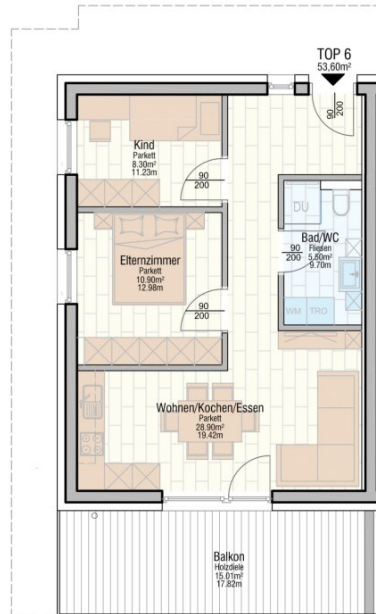 TOP 6
53,60m²
90
200
Kind
Parkett
8.30m²
11.23m
90
200
DU
Bad/WC
Fliesen
5.50m²
9.70m
90
200
Elternzimmer
Parkett
10.90m²
12.98m
WM
TRO
90
200
Wohnen/Kochen/Essen
Parkett
28.90m²
19.42m
Balkon
Holzdiele
15.01m²
17.82m